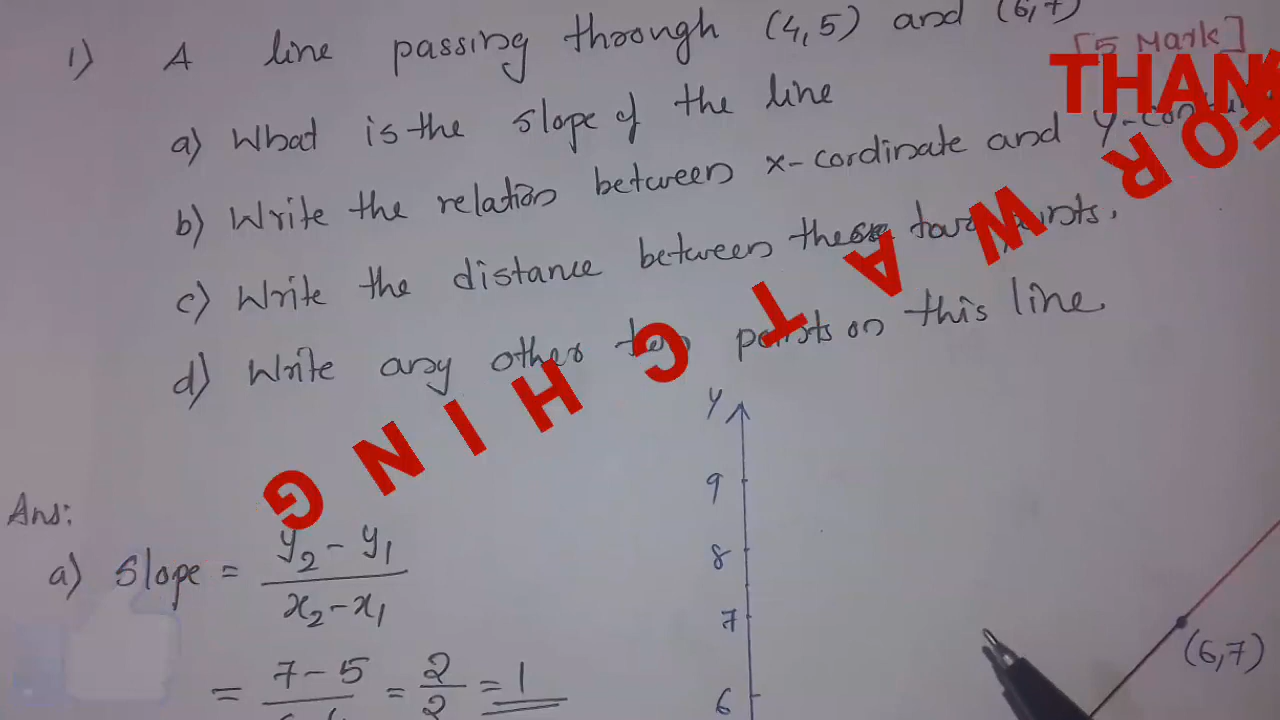 1) A line passing through (4,5) and (6,7)
[5 Mark]
a) What is the slope of the line
b) Write the relation between x-cordinate and y-
c) Write the distance between these two points.
d) Write any other two points on this line.
THAN
FOR WATCHING
Ans:
a) Slope = y₂ - y₁ / x₂ - x₁
= 7 - 5 / = 2/2 = 1
y
9
8
7
6
(6,7)